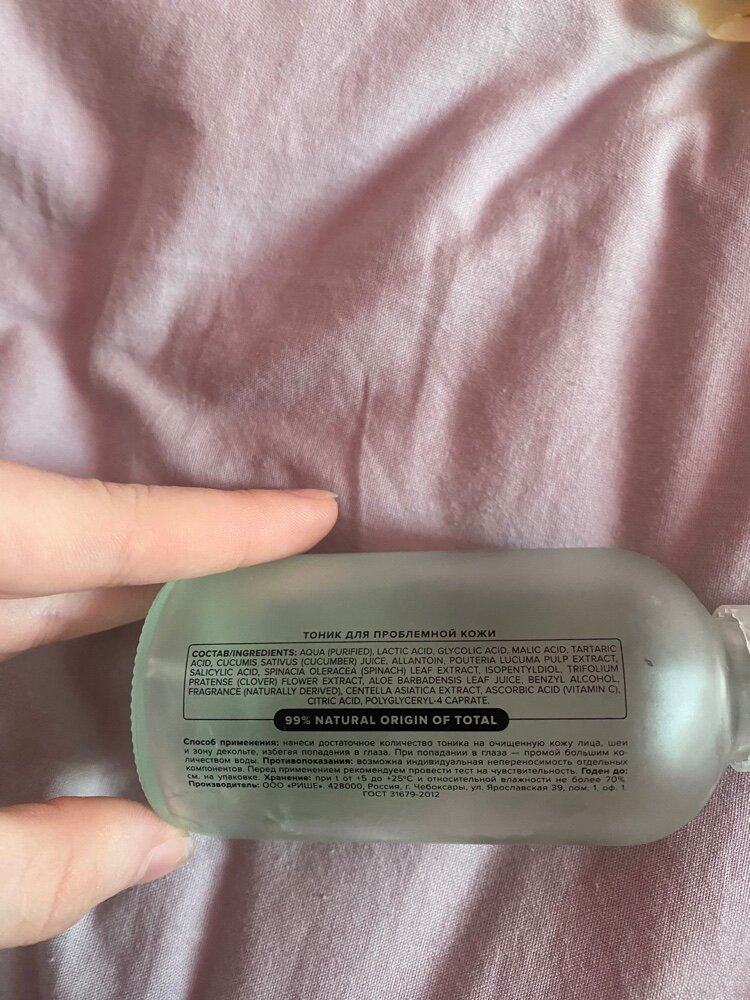 ТОНИК ДЛЯ ПРОБЛЕМНОЙ КОЖИ
СОСТАВ/INGREDIENTS: AQUA (PURIFIED), LACTIC ACID, GLYCOLIC ACID, MALIC ACID, TARTARIC
ACID, CUCUMIS SATIVUS (CUCUMBER) JUICE, ALLANTOIN, POUTERIA LUCUMA PULP EXTRACT,
SALICYLIC ACID, SPINACIA OLERACEA (SPINACH) LEAF EXTRACT, ISOPENTYLDIOL, TRIFOLIUM
PRATENSE (CLOVER) FLOWER EXTRACT, ALOE BARBADENSIS LEAF JUICE, BENZYL ALCOHOL,
FRAGRANCE (NATURALLY DERIVED), CENTELLA ASIATICA EXTRACT, ASCORBIC ACID (VITAMIN C),
CITRIC ACID, POLYGLYCERYL-4 CAPRATE.
99% NATURAL ORIGIN OF TOTAL
Способ применения: нанеси достаточное количество тоника на очищенную кожу лица, шеи
и зону декольте, избегая попадания в глаза. При попадании в глаза — промой большим ко-
личеством воды. Противопоказания: возможна индивидуальная непереносимость отдельных
компонентов. Перед применением рекомендуем провести тест на чувствительность. Годен до:
см. на упаковке. Хранение: при t от +5 до +25°С и относительной влажности не более 70%.
Производитель: ООО «РИШЕ». 428000, Россия, г. Чебоксары, ул. Ярославская 39, пом. 1, оф. 1
ГОСТ 31679-2012